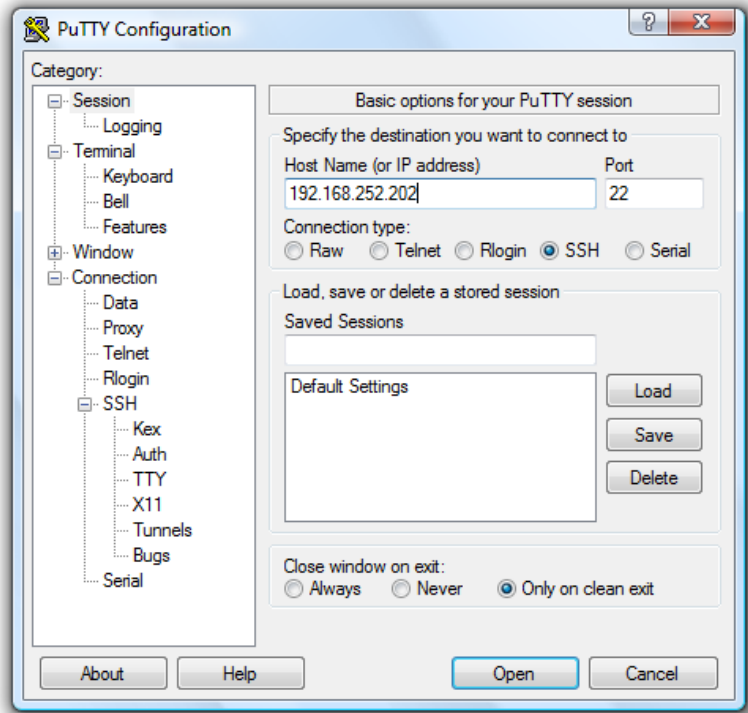 PuTTY Configuration
Category:
Session
Logging
Terminal
Keyboard
Bell
Features
Window
Connection
Data
Proxy
Telnet
Rlogin
SSH
Kex
Auth
TTY
X11
Tunnels
Bugs
Serial
Basic options for your PuTTY session
Specify the destination you want to connect to
Host Name (or IP address) Port
192.168.252.202 22
Connection type:
Raw Telnet Rlogin SSH Serial
Load, save or delete a stored session
Saved Sessions
Default Settings
Load
Save
Delete
Close window on exit:
Always Never Only on clean exit
About Help Open Cancel